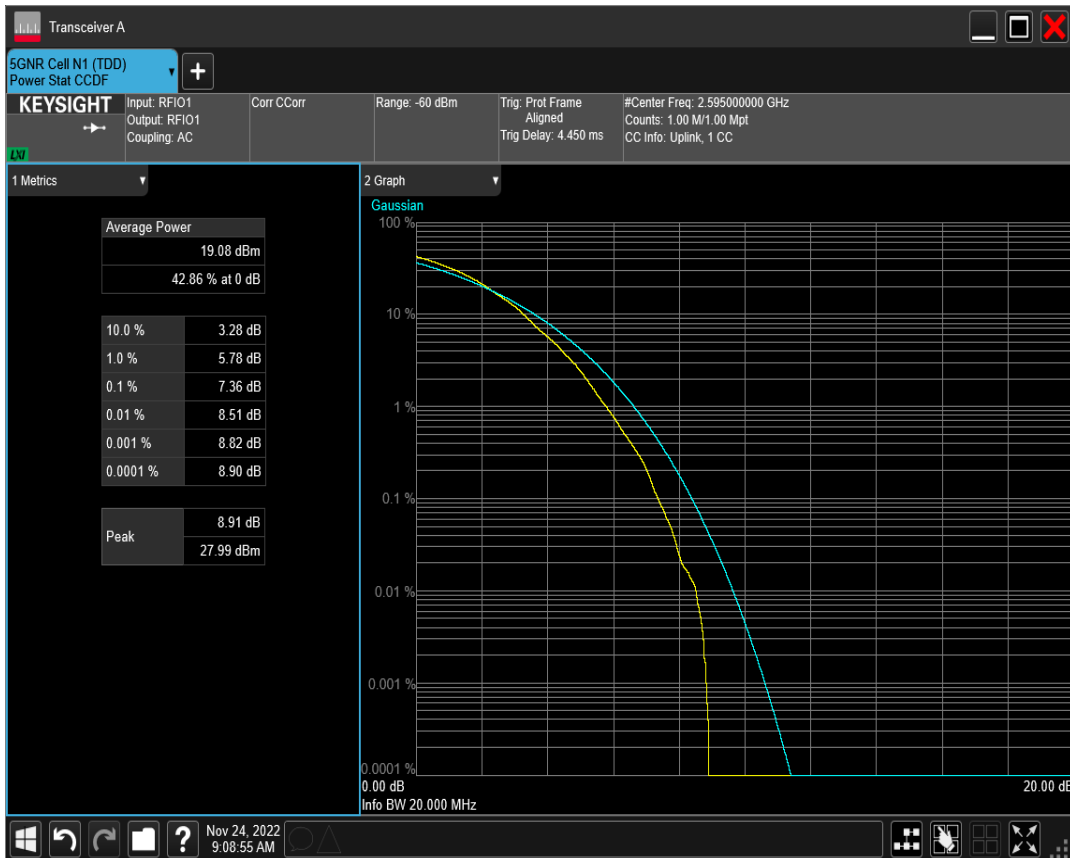 Transceiver A
5GNR Cell N1 (TDD)
Power Stat CCDF
+
KEYSIGHT
LXI
Input: RFIO1
Output: RFIO1
Coupling: AC
Corr CCorr
Range: -60 dBm
Trig: Prot Frame
Aligned
Trig Delay: 4.450 ms
#Center Freq: 2.595000000 GHz
Counts: 1.00 M/1.00 Mpt
CC Info: Uplink, 1 CC
1 Metrics
Average Power
19.08 dBm
42.86 % at 0 dB
10.0 % 3.28 dB
1.0 % 5.78 dB
0.1 % 7.36 dB
0.01 % 8.51 dB
0.001 % 8.82 dB
0.0001 % 8.90 dB
Peak
8.91 dB
27.99 dBm
2 Graph
Gaussian
100 %
10 %
1 %
0.1 %
0.01 %
0.001 %
0.0001 %
0.00 dB 20.00 dB
Info BW 20.000 MHz
?
Nov 24, 2022
9:08:55 AM